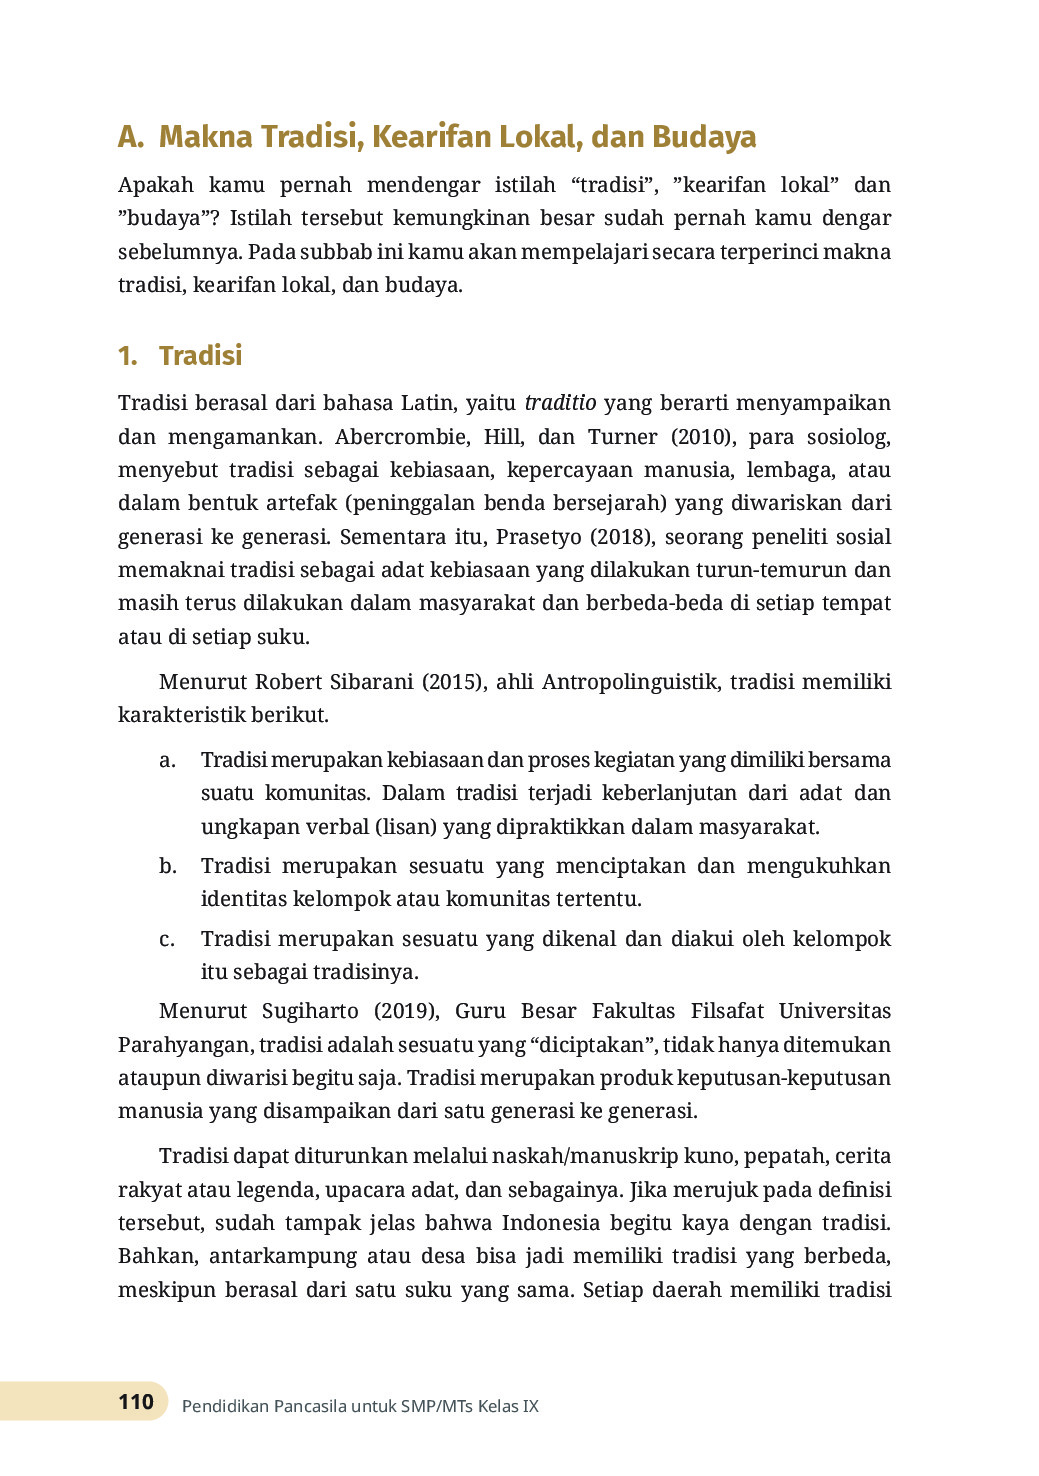 A. Makna Tradisi, Kearifan Lokal, dan Budaya
Apakah kamu pernah mendengar istilah “tradisi”, ”kearifan lokal” dan
”budaya”? Istilah tersebut kemungkinan besar sudah pernah kamu dengar
sebelumnya. Pada subbab ini kamu akan mempelajari secara terperinci makna
tradisi, kearifan lokal, dan budaya.
1. Tradisi
Tradisi berasal dari bahasa Latin, yaitu traditio yang berarti menyampaikan
dan mengamankan. Abercrombie, Hill, dan Turner (2010), para sosiolog,
menyebut tradisi sebagai kebiasaan, kepercayaan manusia, lembaga, atau
dalam bentuk artefak (peninggalan benda bersejarah) yang diwariskan dari
generasi ke generasi. Sementara itu, Prasetyo (2018), seorang peneliti sosial
memaknai tradisi sebagai adat kebiasaan yang dilakukan turun-temurun dan
masih terus dilakukan dalam masyarakat dan berbeda-beda di setiap tempat
atau di setiap suku.
Menurut Robert Sibarani (2015), ahli Antropolinguistik, tradisi memiliki
karakteristik berikut.
a. Tradisi merupakan kebiasaan dan proses kegiatan yang dimiliki bersama
suatu komunitas. Dalam tradisi terjadi keberlanjutan dari adat dan
ungkapan verbal (lisan) yang dipraktikkan dalam masyarakat.
b. Tradisi merupakan sesuatu yang menciptakan dan mengukuhkan
identitas kelompok atau komunitas tertentu.
c. Tradisi merupakan sesuatu yang dikenal dan diakui oleh kelompok
itu sebagai tradisinya.
Menurut Sugiharto (2019), Guru Besar Fakultas Filsafat Universitas
Parahyangan, tradisi adalah sesuatu yang “diciptakan”, tidak hanya ditemukan
ataupun diwarisi begitu saja. Tradisi merupakan produk keputusan-keputusan
manusia yang disampaikan dari satu generasi ke generasi.
Tradisi dapat diturunkan melalui naskah/manuskrip kuno, pepatah, cerita
rakyat atau legenda, upacara adat, dan sebagainya. Jika merujuk pada definisi
tersebut, sudah tampak jelas bahwa Indonesia begitu kaya dengan tradisi.
Bahkan, antarkampung atau desa bisa jadi memiliki tradisi yang berbeda,
meskipun berasal dari satu suku yang sama. Setiap daerah memiliki tradisi
110 Pendidikan Pancasila untuk SMP/MTs Kelas IX